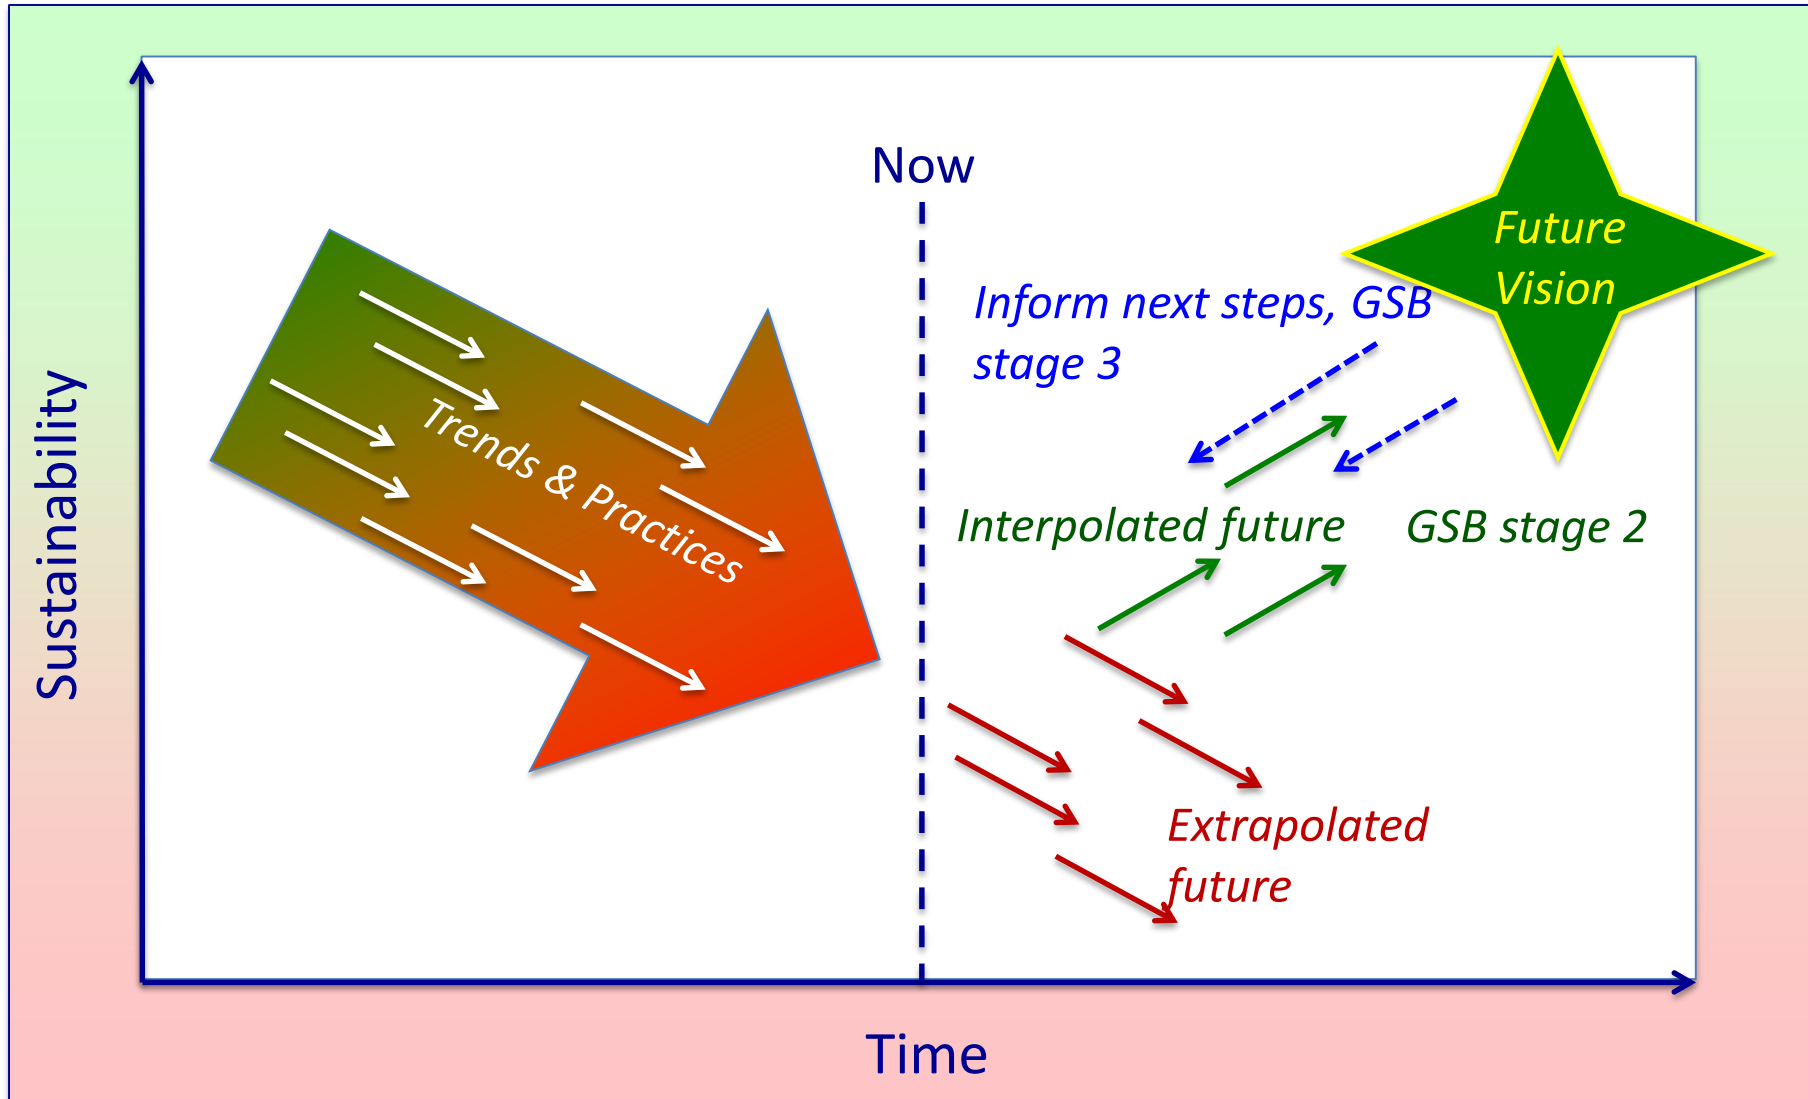 Now
Future
Vision
Inform next steps, GSB
stage 3
Trends & Practices
Interpolated future
GSB stage 2
Extrapolated
future
Sustainability
Time